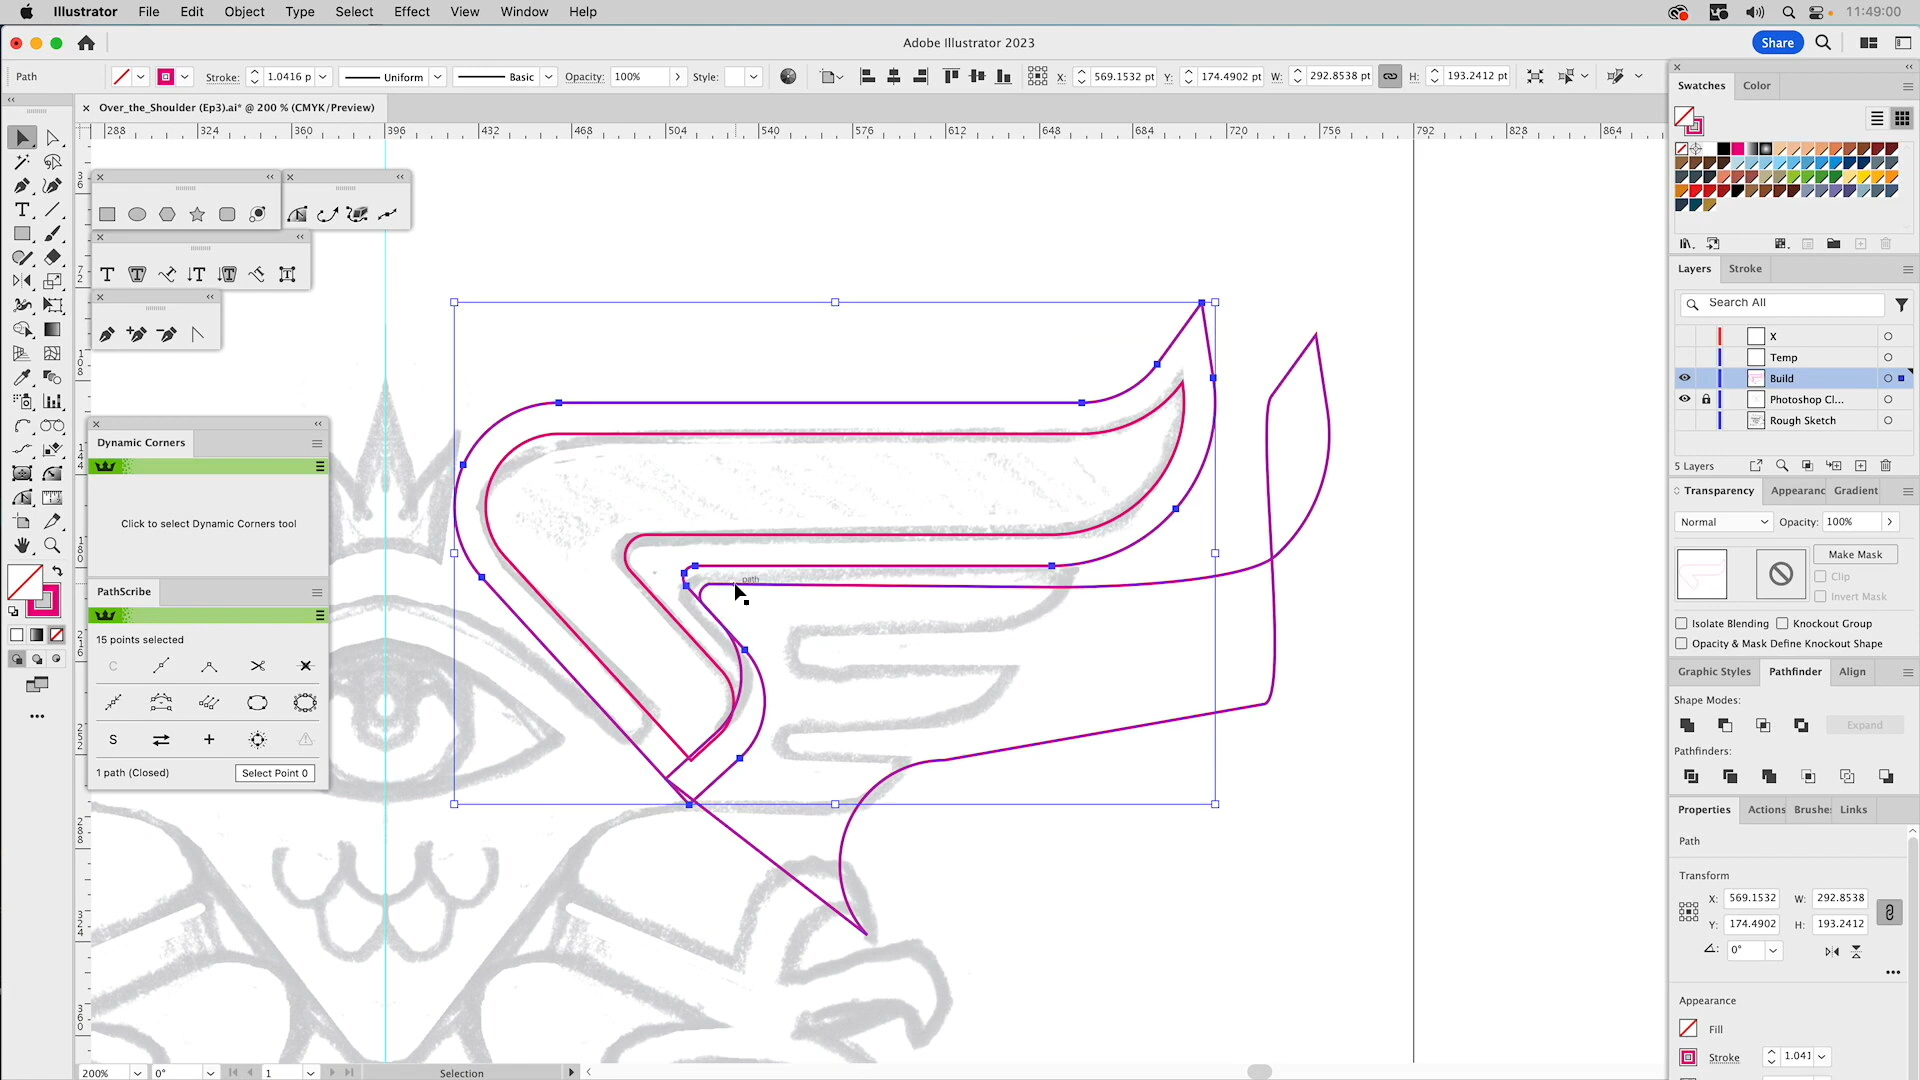 Illustrator File Edit Object Type Select Effect View Window Help 11:49:00
Adobe Illustrator 2023
Share
Path Stroke: 1.0416 p Uniform Basic Opacity: 100% Style: X: 569.1532 pt Y: 174.4902 pt W: 292.8538 pt H: 193.2412 pt
Over_the_Shoulder (Ep3).ai* @ 200 % (CMYK/Preview)
288 324 360 396 432 468 504 540 576 612 648 684 720 756 792 828 864
Swatches Color
Layers Stroke
Search All
X
Temp
Build
Photoshop Cl...
Rough Sketch
5 Layers
Transparency Appearanc Gradient
Normal Opacity: 100%
Make Mask
Clip
Invert Mask
Isolate Blending Knockout Group
Opacity & Mask Define Knockout Shape
Graphic Styles Pathfinder Align
Shape Modes:
Expand
Pathfinders:
Properties Actions Brushe: Links
Path
Transform
X: 569.1532 W: 292.8538
Y: 174.4902 H: 193.2412
0°
Appearance
Fill
Stroke 1.041
Dynamic Corners
Click to select Dynamic Corners tool
PathScribe
15 points selected
C
S
1 path (Closed) Select Point 0
path
200% 0° 1 Selection